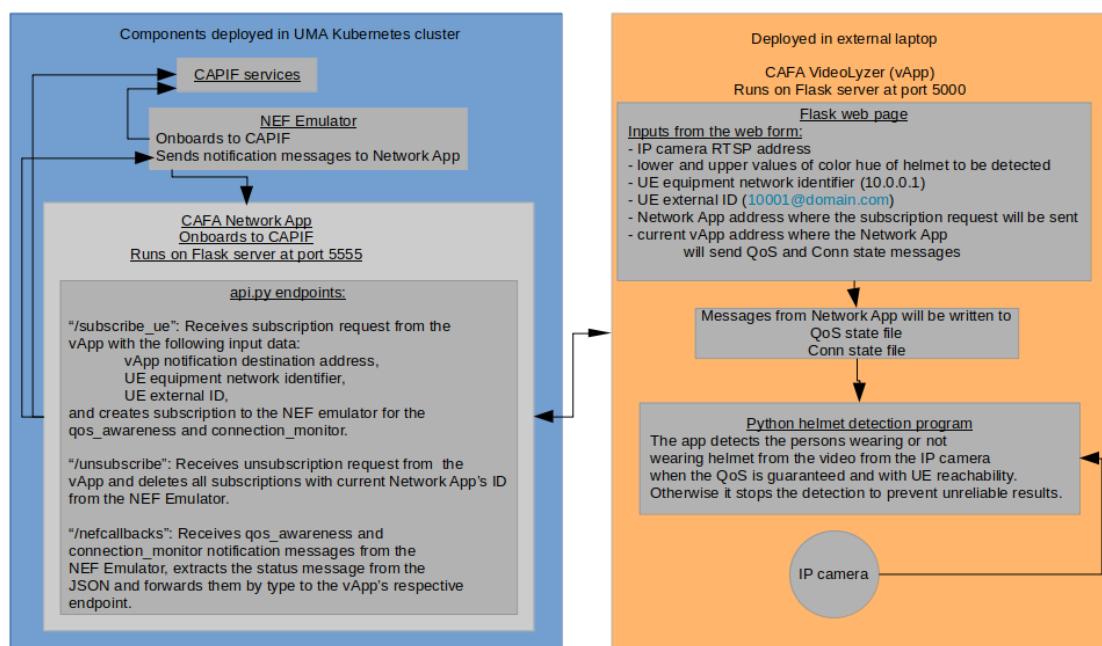 Components deployed in UMA Kubernetes cluster
CAPIF services
NEF Emulator
Onboards to CAPIF
Sends notification messages to Network App
CAFA Network App
Onboards to CAPIF
Runs on Flask server at port 5555
api.py endpoints:
“/subscribe_ue”: Receives subscription request from the
vApp with the following input data:
vApp notification destination address,
UE equipment network identifier,
UE external ID,
and creates subscription to the NEF emulator for the
qos_awareness and connection_monitor.
“/unsubscribe”: Receives unsubscription request from the
vApp and deletes all subscriptions with current Network App’s ID
from the NEF Emulator.
“/nefcallbacks”: Receives qos_awareness and
connection_monitor notification messages from the
NEF Emulator, extracts the status message from the
JSON and forwards them by type to the vApp’s respective
endpoint.
Deployed in external laptop
CAFA VideoLyzer (vApp)
Runs on Flask server at port 5000
Flask web page
Inputs from the web form:
- IP camera RTSP address
- lower and upper values of color hue of helmet to be detected
- UE equipment network identifier (10.0.0.1)
- UE external ID (10001@domain.com)
- Network App address where the subscription request will be sent
- current vApp address where the Network App
will send QoS and Conn state messages
Messages from Network App will be written to
QoS state file
Conn state file
Python helmet detection program
The app detects the persons wearing or not
wearing helmet from the video from the IP camera
when the QoS is guaranteed and with UE reachability.
Otherwise it stops the detection to prevent unreliable results.
IP camera